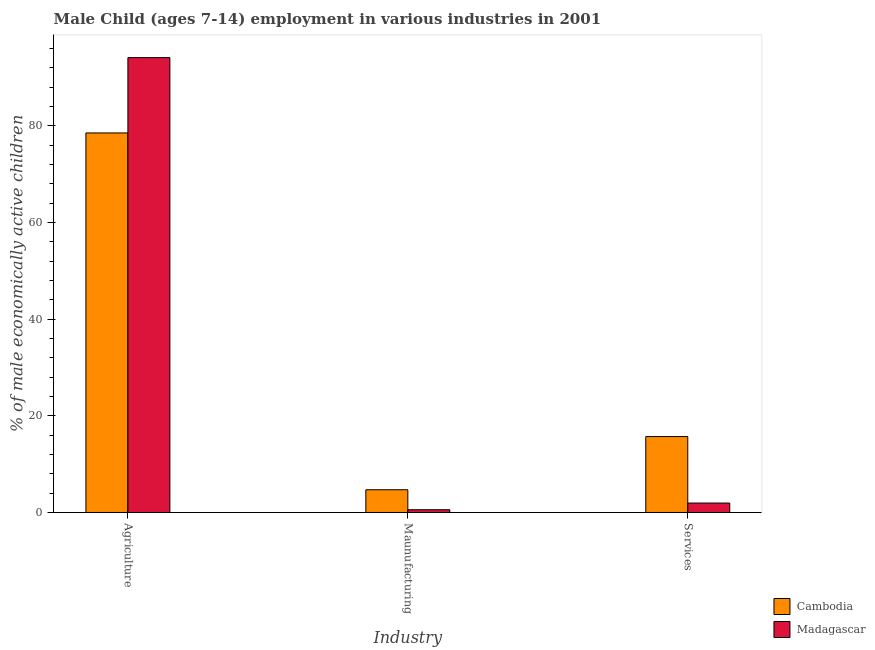 Male Child (ages 7-14) employment in various industries in 2001
% of male economically active children
80
60
40
20
0
Agriculture
Maunufacturing
Services
Industry
Cambodia
Madagascar